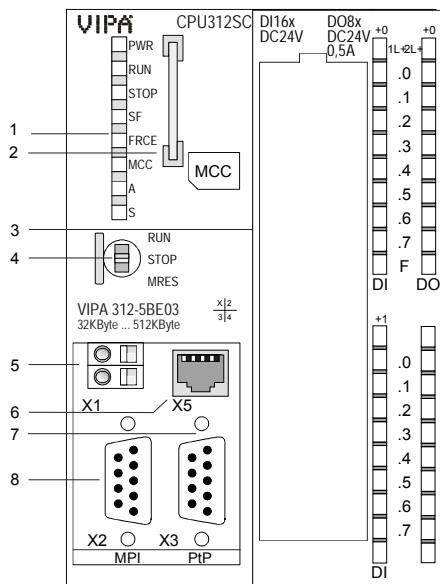 VIPA CPU312SC
PWR
RUN
STOP
SF
FRCE
MCC
A
S
MCC
1
2
3
4
RUN
STOP
MRES
VIPA 312-5BE03
32KByte ... 512KByte
X 2
3 4
5
6
7
8
X1
X5
X2
X3
MPI
PtP
DI16x
DC24V
DO8x
DC24V
0,5A
+0
+0
1L+ 2L+
.0
.1
.2
.3
.4
.5
.6
.7
F
DI
DO
+1
.0
.1
.2
.3
.4
.5
.6
.7
DI